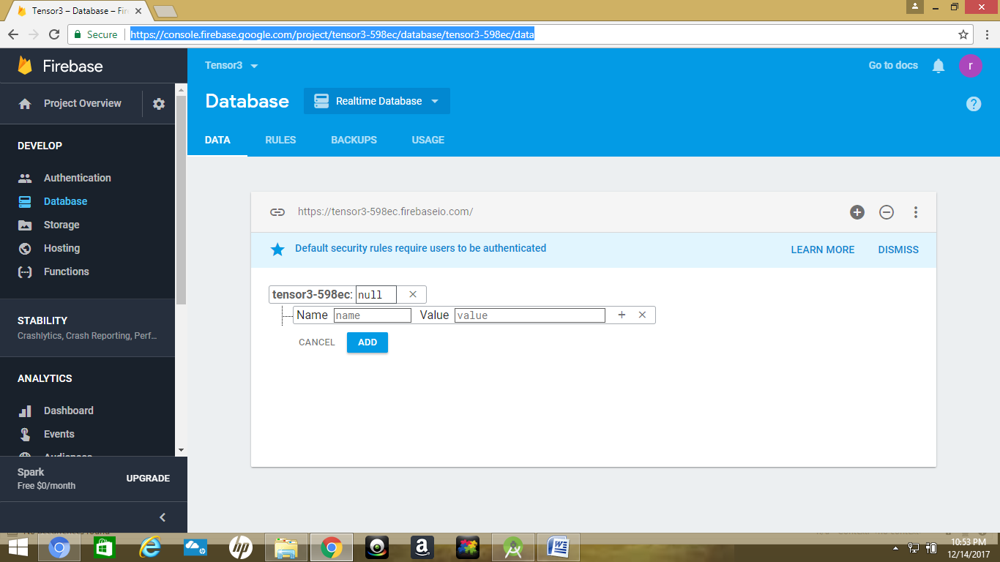 Tensor3 – Database – Fir
Secure
https://console.firebase.google.com/project/tensor3-598ec/database/tensor3-598ec/data
Firebase
Tensor3
Go to docs
r
Project Overview
Database
Realtime Database
?
DATA
RULES
BACKUPS
USAGE
DEVELOP
Authentication
Database
Storage
Hosting
Functions
https://tensor3-598ec.firebaseio.com/
Default security rules require users to be authenticated
LEARN MORE
DISMISS
tensor3-598ec: null
Name name Value value
CANCEL
ADD
STABILITY
Crashlytics, Crash Reporting, Perf...
ANALYTICS
Dashboard
Events
Audiences
Spark
Free $0/month
UPGRADE
hp
a
W
10:53 PM
12/14/2017